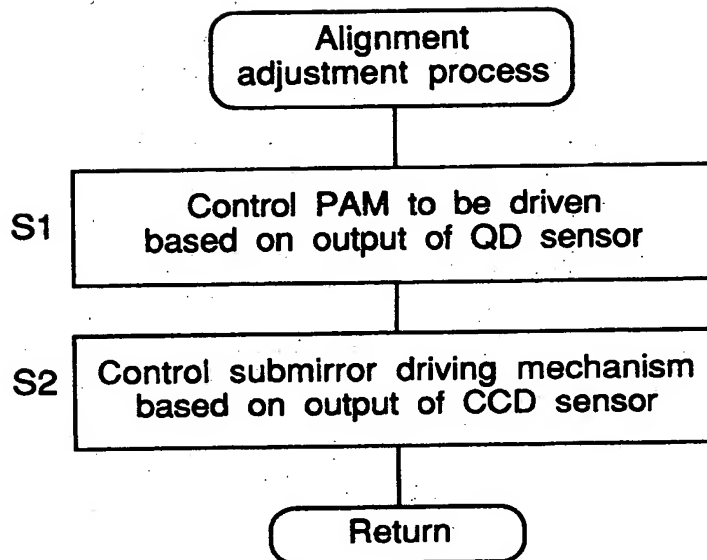 Alignment
adjustment process
S1
Control PAM to be driven
based on output of QD sensor
S2
Control submirror driving mechanism
based on output of CCD sensor
Return